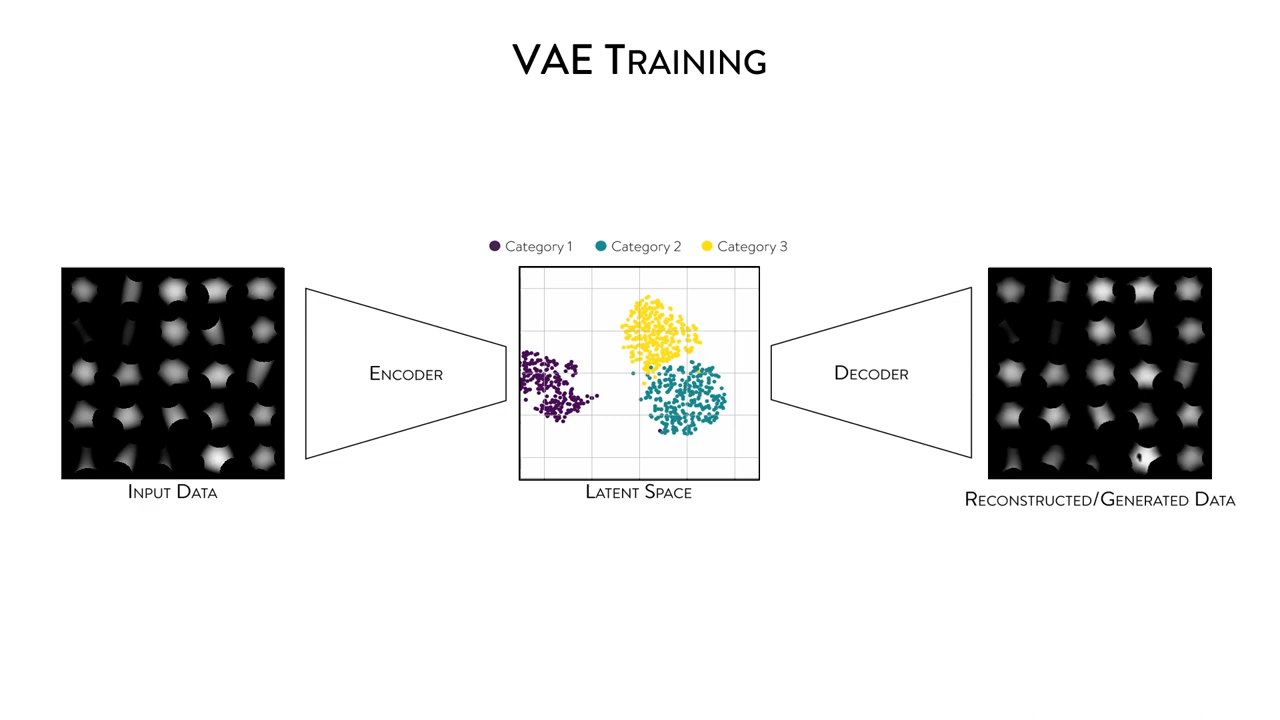 VAE Training
Category 1 Category 2 Category 3
Encoder
Decoder
Input Data
Latent Space
Reconstructed/Generated Data